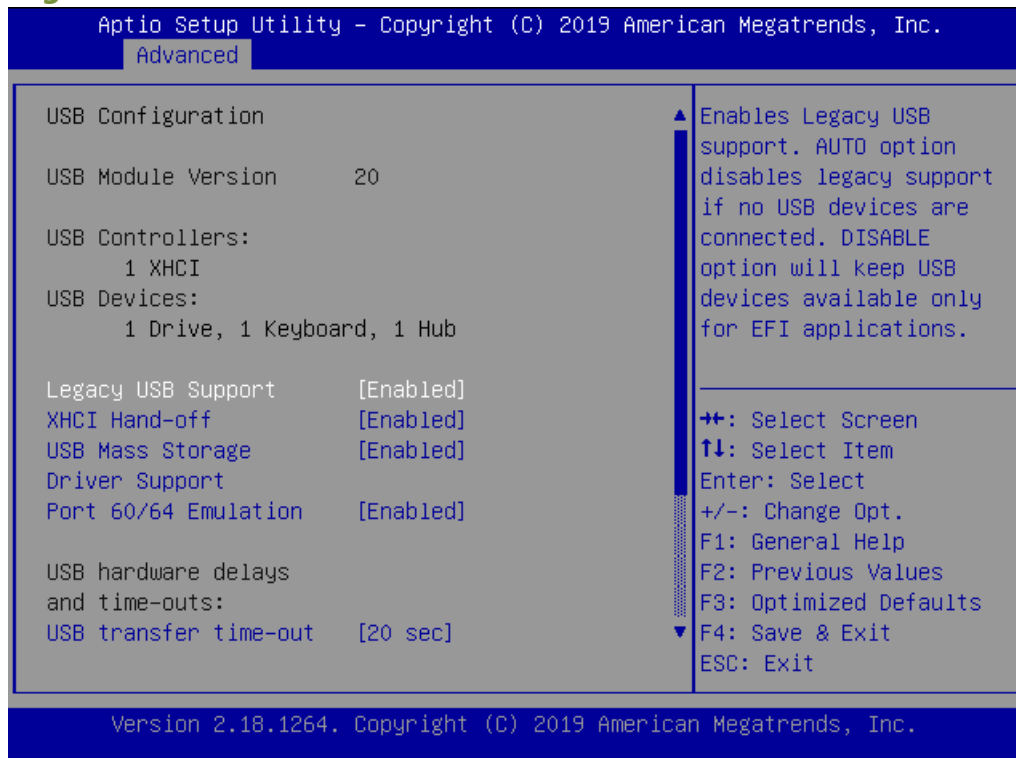 Aptio Setup Utility – Copyright (C) 2019 American Megatrends, Inc.
Advanced
USB Configuration
USB Module Version 20
USB Controllers:
1 XHCI
USB Devices:
1 Drive, 1 Keyboard, 1 Hub
Legacy USB Support [Enabled]
XHCI Hand-off [Enabled]
USB Mass Storage [Enabled]
Driver Support
Port 60/64 Emulation [Enabled]
USB hardware delays
and time-outs:
USB transfer time-out [20 sec]
Enables Legacy USB
support. AUTO option
disables legacy support
if no USB devices are
connected. DISABLE
option will keep USB
devices available only
for EFI applications.
→←: Select Screen
↑↓: Select Item
Enter: Select
+/-: Change Opt.
F1: General Help
F2: Previous Values
F3: Optimized Defaults
F4: Save & Exit
ESC: Exit
Version 2.18.1264. Copyright (C) 2019 American Megatrends, Inc.